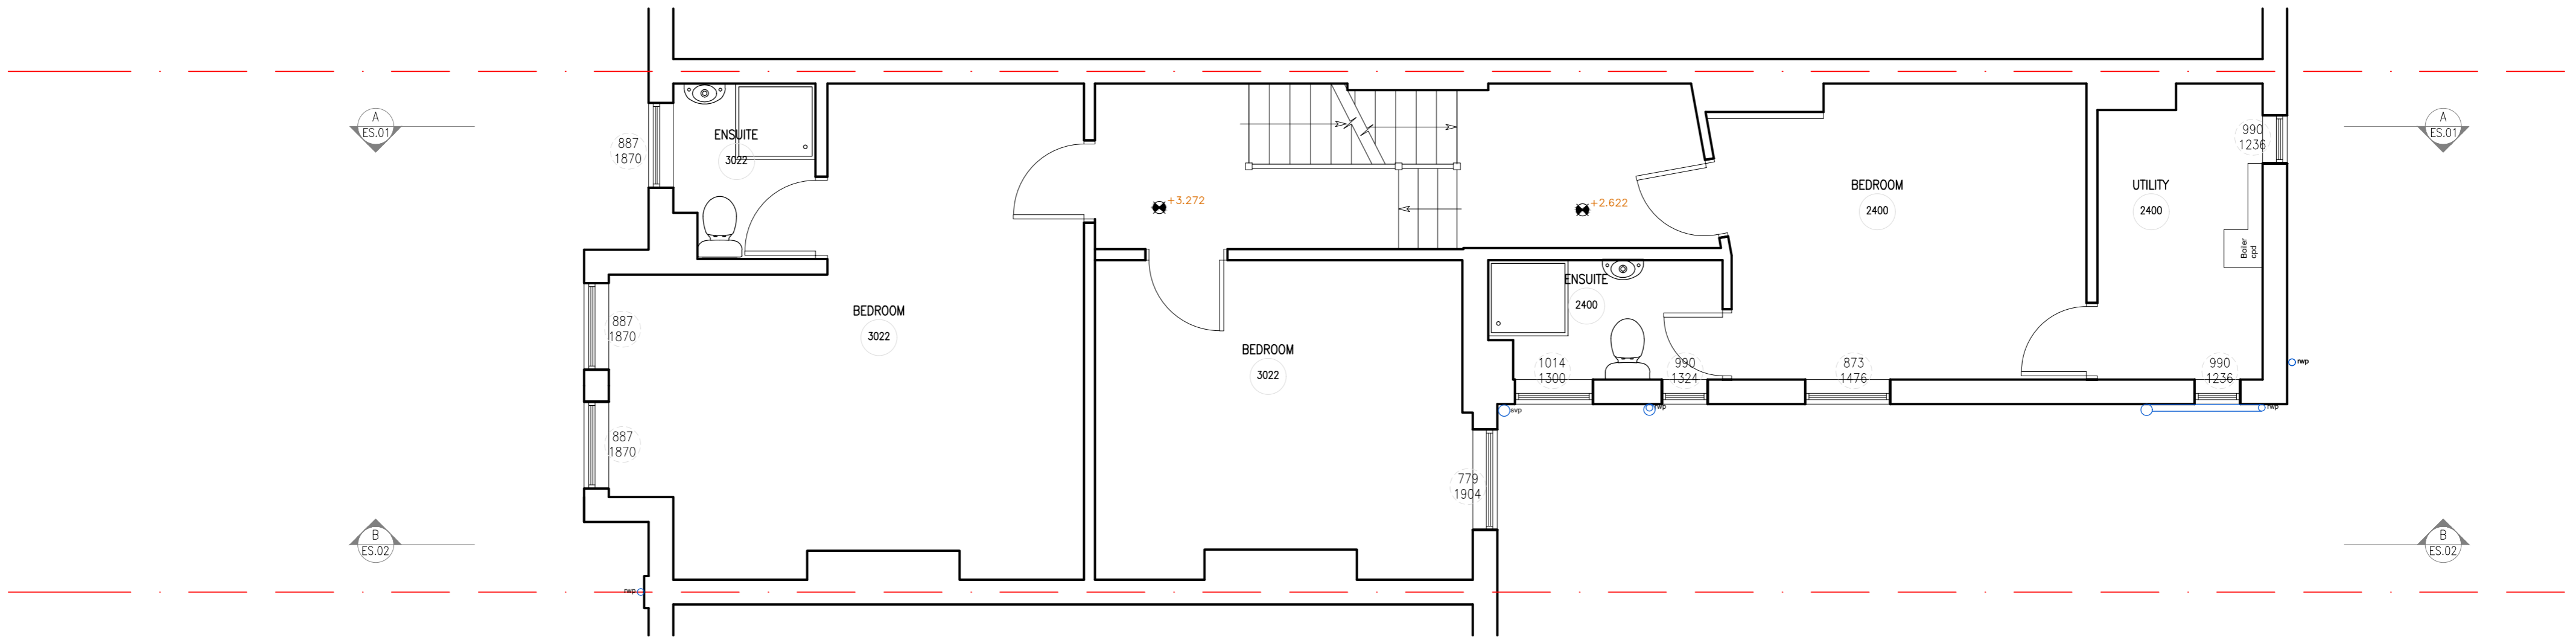 A
ES.01
887
1870
ENSUITE
3022
+3.272
+2.622
BEDROOM
2400
UTILITY
2400
990
1236
A
ES.01
Boiler
cpd
887
1870
BEDROOM
3022
BEDROOM
3022
ENSUITE
2400
1014
1300
990
1324
873
1476
990
1236
rwp
svp
rwp
rwp
887
1870
779
1904
B
ES.02
B
ES.02
rwp